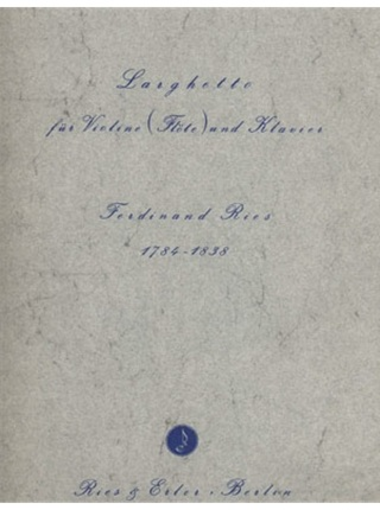 Larghetto
für Violine (Flöte) und Klavier
Ferdinand Ries
1784-1838
Ries & Erler · Berlin